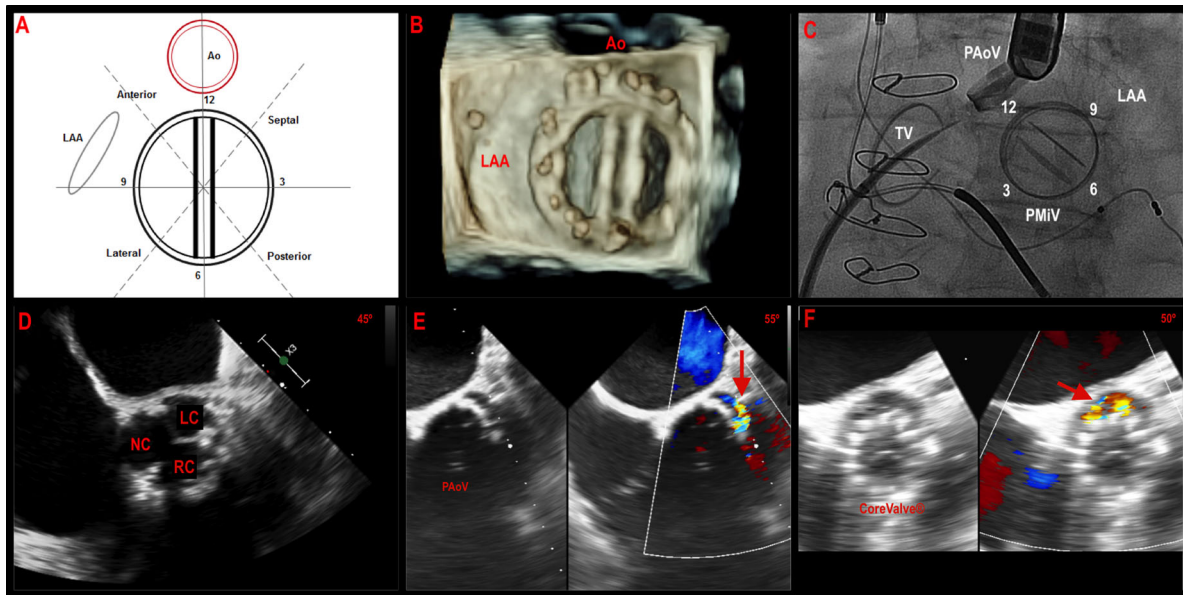 A
Ao
12
Anterior
Septal
LAA
9
3
Lateral
Posterior
6
B
Ao
LAA
C
PAoV
LAA
12
9
TV
3
6
PMiV
D
45º
X3
LC
NC
RC
E
55º
PAoV
F
50º
CoreValve®